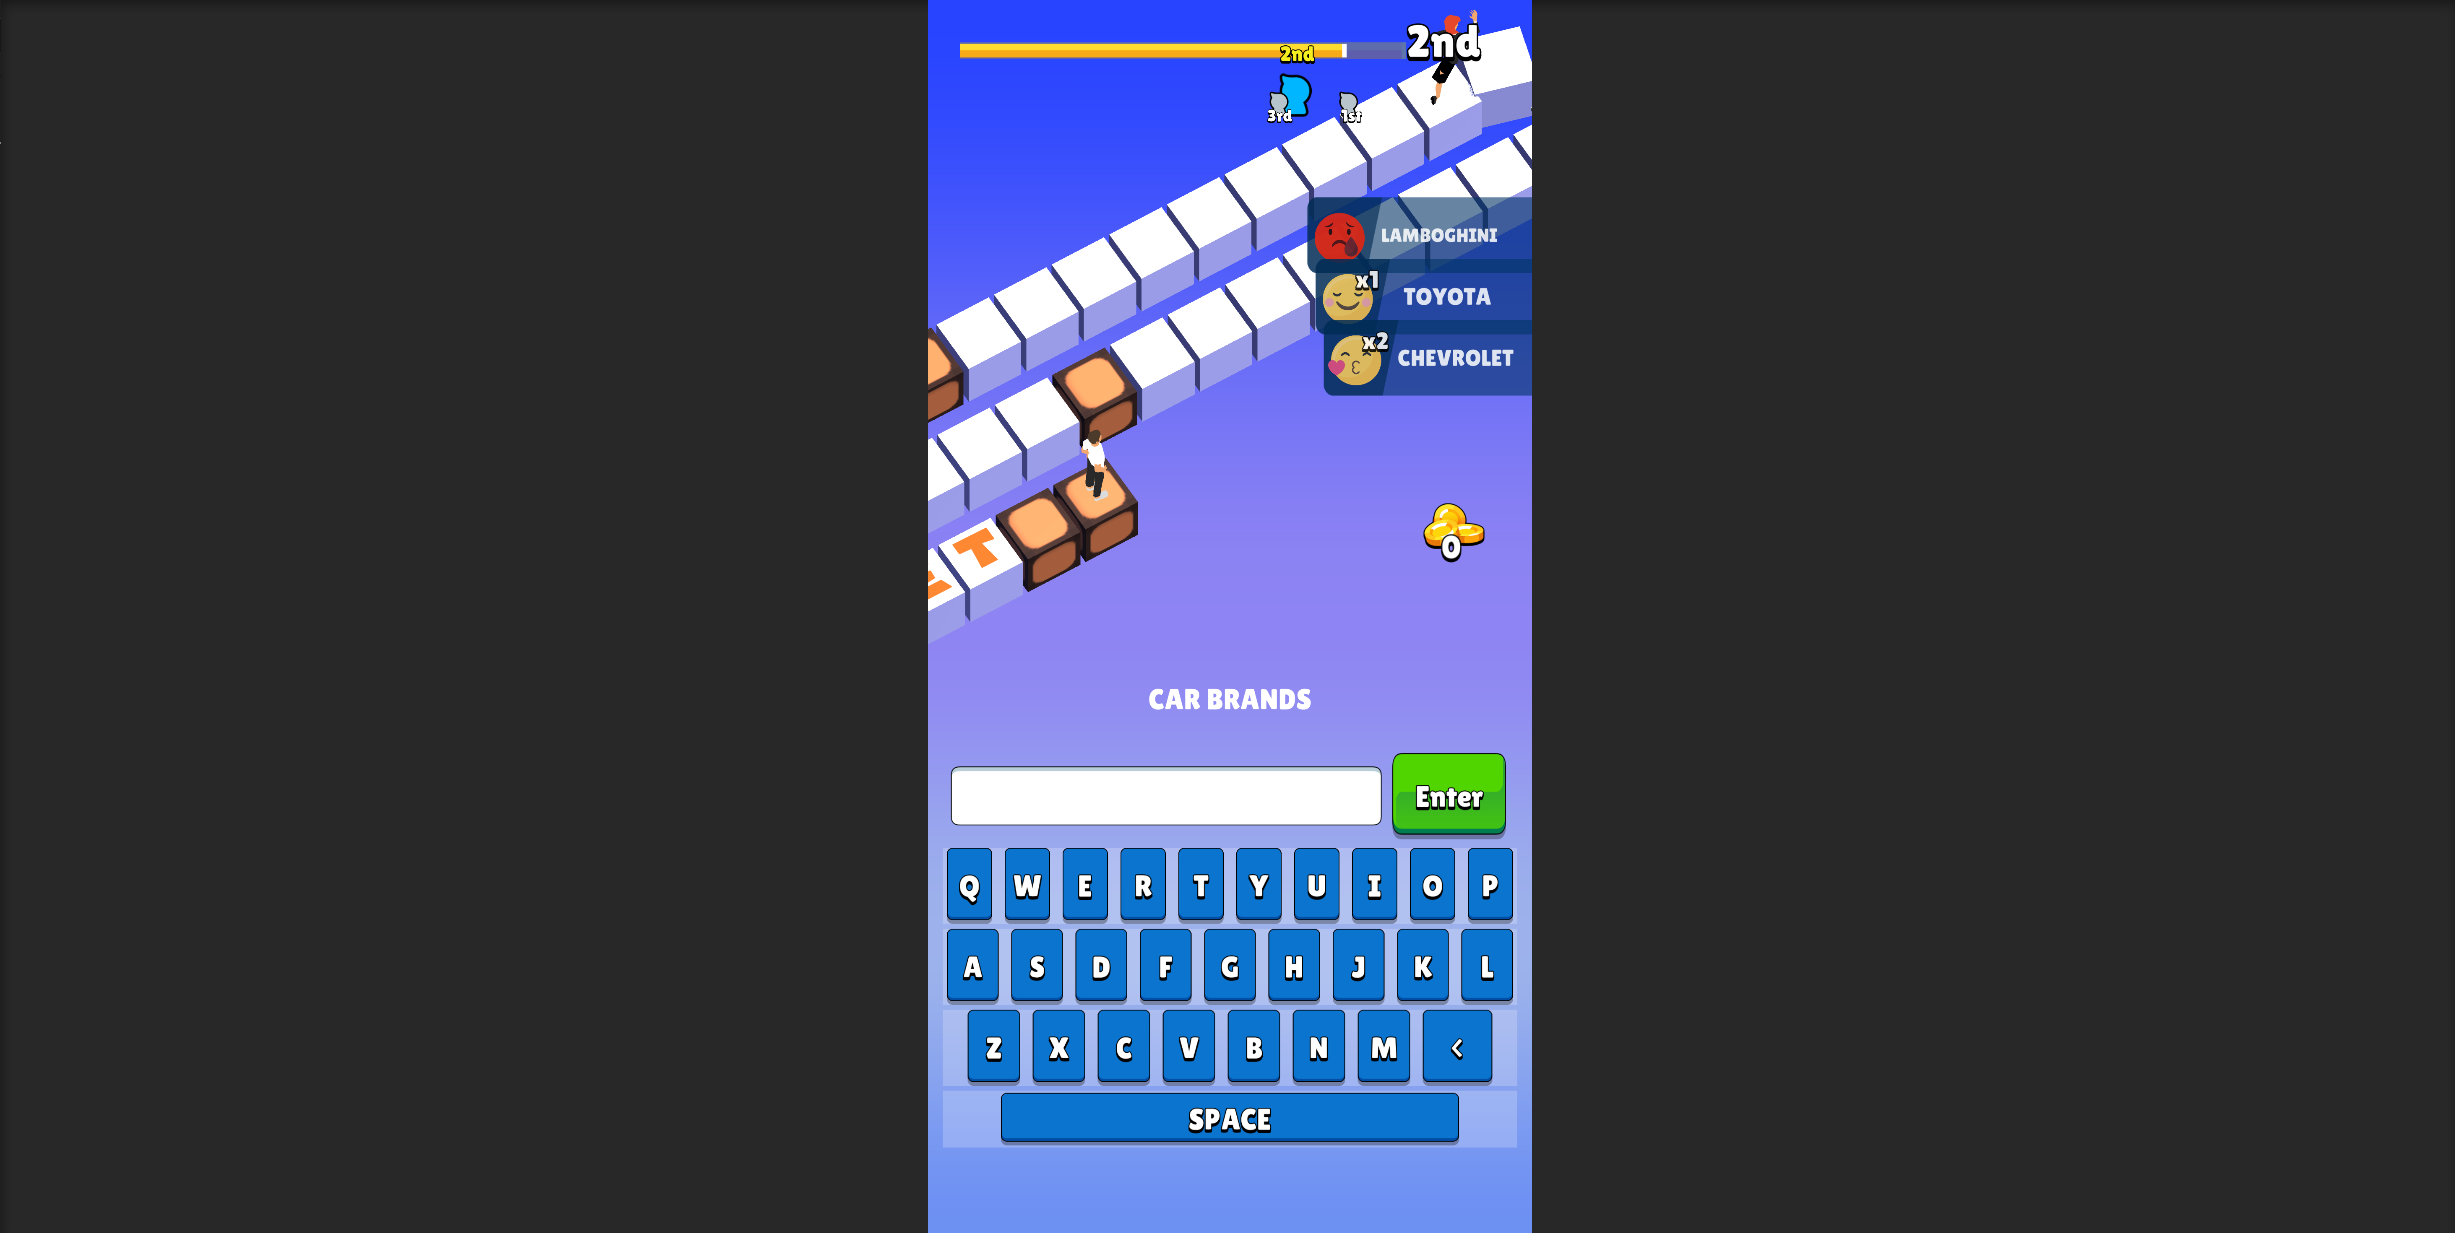 2nd
2nd
3rd
1st
LAMBOGHINI
x1
TOYOTA
x2
CHEVROLET
T
0
CAR BRANDS
Enter
Q W E R T Y U I O P
A S D F G H J K L
Z X C V B N M <
SPACE